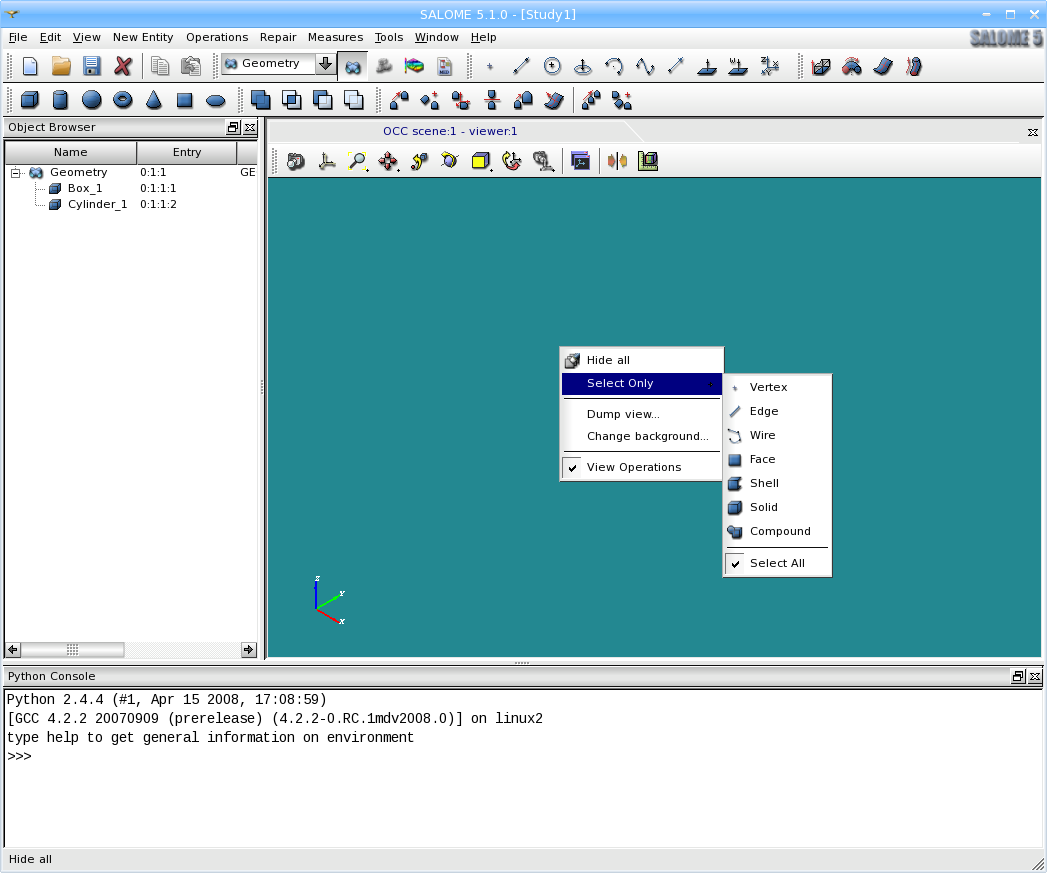 SALOME 5.1.0 - [Study1]
File Edit View New Entity Operations Repair Measures Tools Window Help
SALOME 5
Geometry
Object Browser
OCC scene:1 - viewer:1
Name Entry
Geometry 0:1:1 GE
Box_1 0:1:1:1
Cylinder_1 0:1:1:2
Hide all
Select Only
Dump view...
Change background...
View Operations
Vertex
Edge
Wire
Face
Shell
Solid
Compound
Select All
Z
Y
X
Python Console
Python 2.4.4 (#1, Apr 15 2008, 17:08:59)
[GCC 4.2.2 20070909 (prerelease) (4.2.2-0.RC.1mdv2008.0)] on linux2
type help to get general information on environment
>>>
Hide all